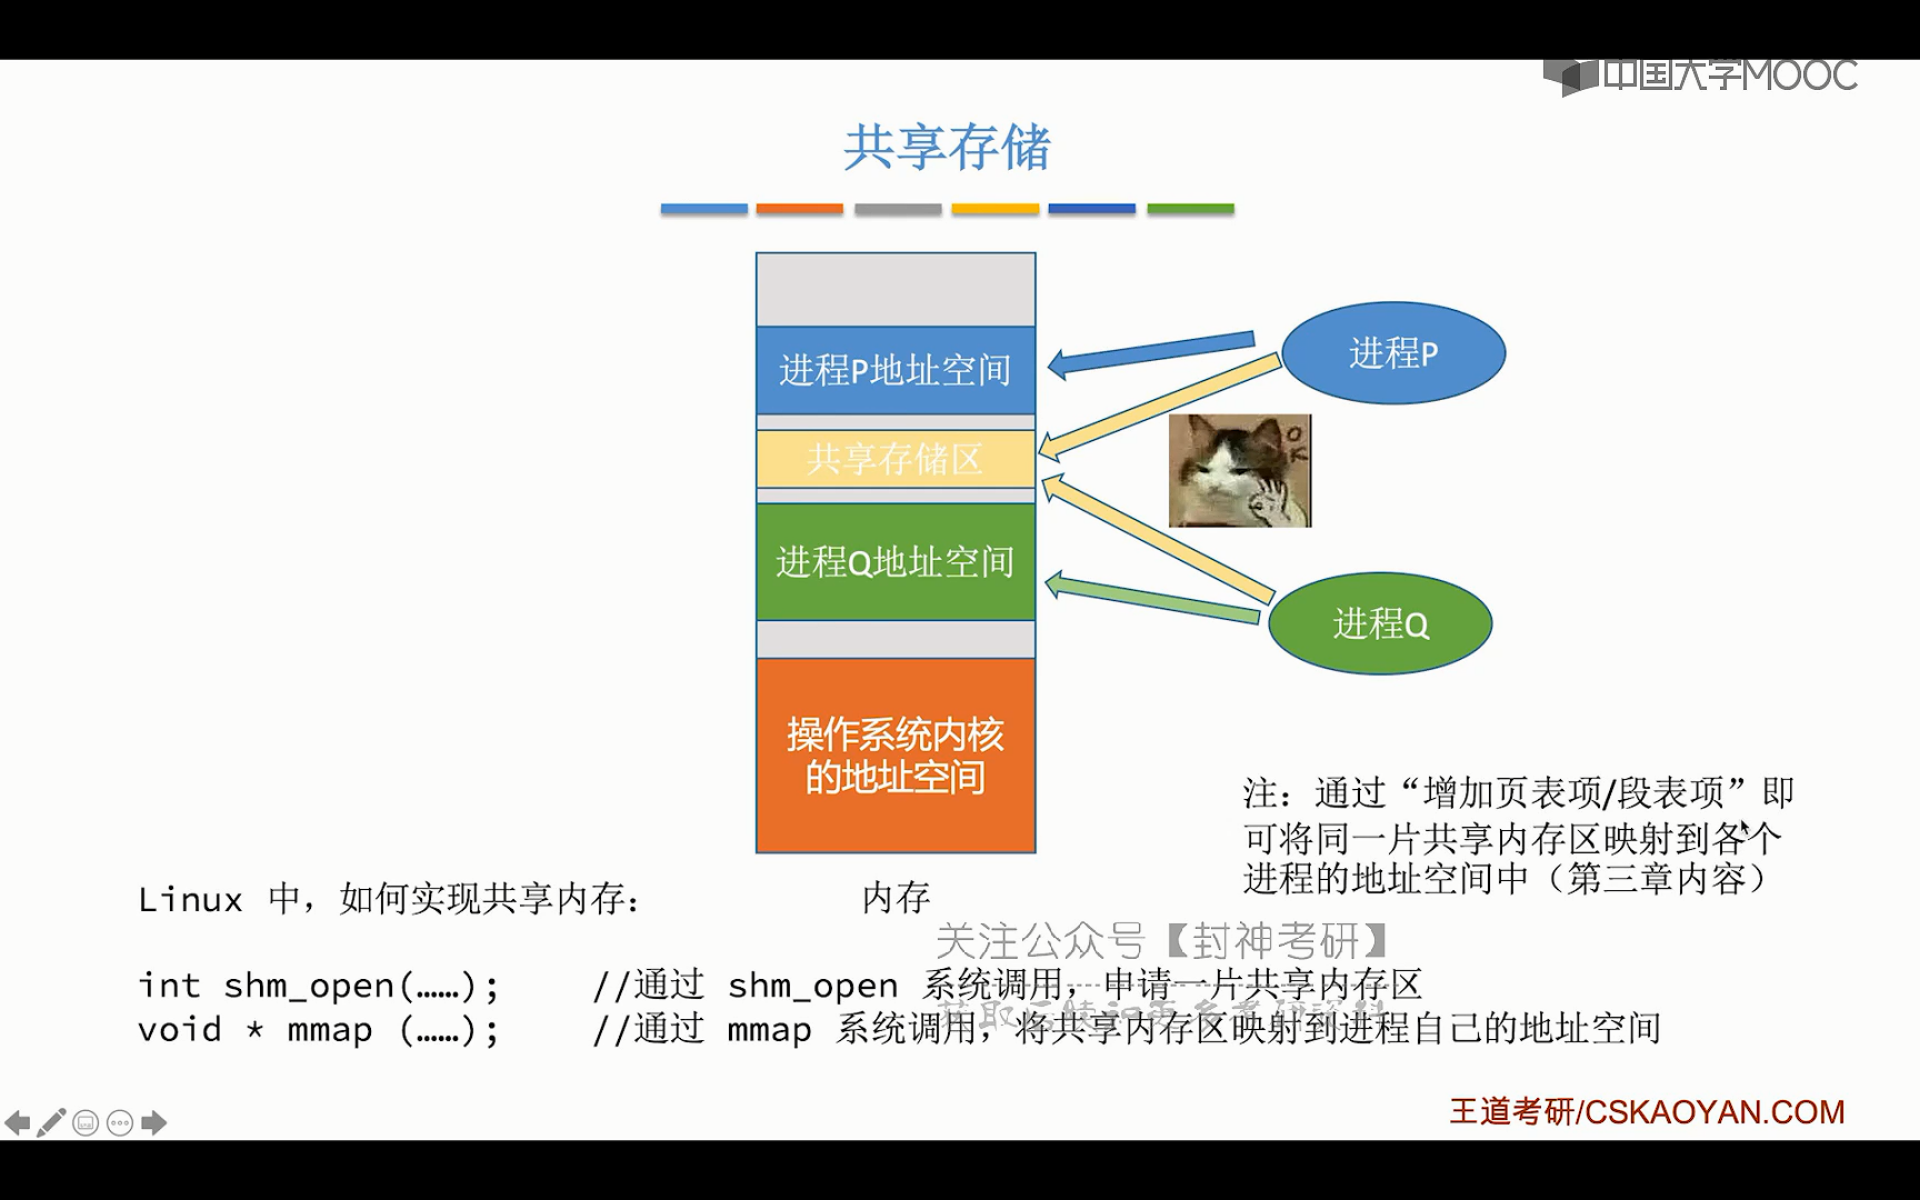 中国大学MOOC
共享存储
进程P地址空间
进程P
共享存储区
OK
进程Q地址空间
进程Q
操作系统内核
的地址空间
注：通过“增加页表项/段表项”即
可将同一片共享内存区映射到各个
进程的地址空间中（第三章内容）
Linux 中，如何实现共享内存：
内存
关注公众号【封神考研】
int shm_open(……); //通过 shm_open 系统调用，申请一片共享内存区
void * mmap (……); //通过 mmap 系统调用，将共享内存区映射到进程自己的地址空间
王道考研/CSKAOYAN.COM